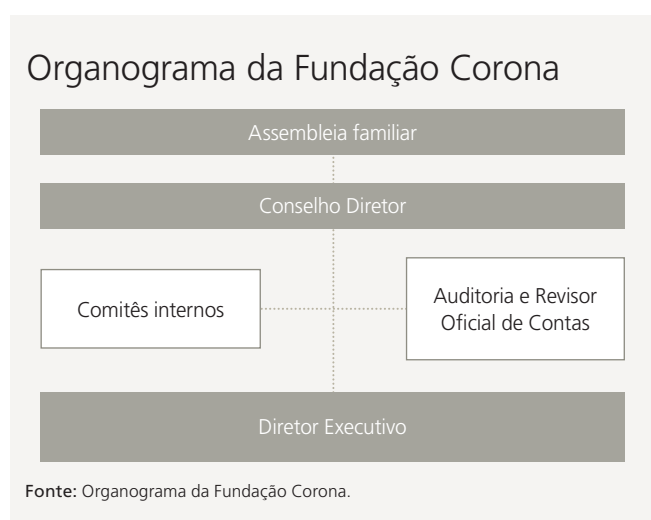 Organograma da Fundação Corona
Assembleia familiar
Conselho Diretor
Comitês internos
Auditoria e Revisor
Oficial de Contas
Diretor Executivo
Fonte: Organograma da Fundação Corona.